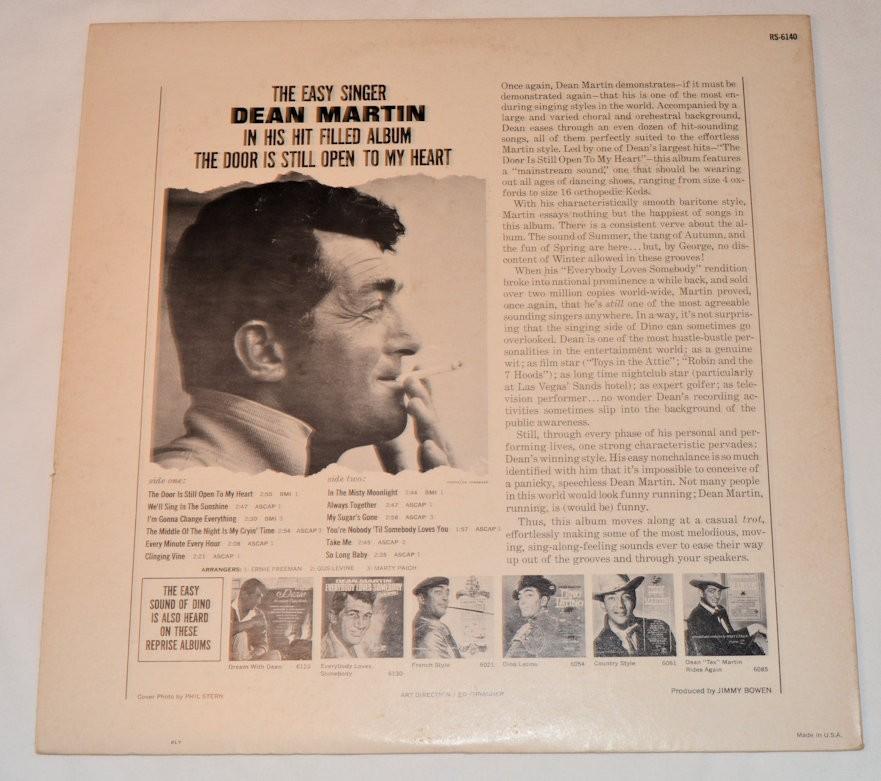 RS-6140
THE EASY SINGER
DEAN MARTIN
IN HIS HIT FILLED ALBUM
THE DOOR IS STILL OPEN TO MY HEART
Once again, Dean Martin demonstrates—if it must be
demonstrated again—that his is one of the most en-
during singing styles in the world. Accompanied by a
large and varied choral and orchestral background,
Dean eases through an even dozen of hit-sounding
songs, all of them perfectly suited to the effortless
Martin style. Led by one of Dean's largest hits—"The
Door Is Still Open To My Heart"—this album features
a "mainstream sound," one that should be wearing
out all ages of dancing shoes, ranging from size 4 ox-
fords to size 16 orthopedic Keds.
With his characteristically smooth baritone style,
Martin essays nothing but the happiest of songs in
this album. There is a consistent verve about the al-
bum. The sound of Summer, the tang of Autumn, and
the fun of Spring are here...but, by George, no dis-
content of Winter allowed in these grooves!
When his "Everybody Loves Somebody" rendition
broke into national prominence a while back, and sold
over two million copies world-wide, Martin proved,
once again, that he's still one of the most agreeable
sounding singers anywhere. In a way, it's not surpris-
ing that the singing side of Dino can sometimes go
overlooked. Dean is one of the most hustle-bustle per-
sonalities in the entertainment world; as a genuine
wit; as film star ("Toys in the Attic"; "Robin and the
7 Hoods"); as long time nightclub star (particularly
at Las Vegas' Sands hotel); as expert golfer; as tele-
vision performer...no wonder Dean's recording ac-
tivities sometimes slip into the background of the
public awareness.
Still, through every phase of his personal and per-
forming lives, one strong characteristic pervades:
Dean's winning style. His easy nonchalance is so much
identified with him that it's impossible to conceive of
a panicky, speechless Dean Martin. Not many people
in this world would look funny running; Dean Martin,
running, is (would be) funny.
Thus, this album moves along at a casual trot,
effortlessly making some of the most melodious, mov-
ing, sing-along-feeling sounds ever to ease their way
up out of the grooves and through your speakers.
side one:
The Door Is Still Open To My Heart 2:50 BMI 1
We'll Sing In The Sunshine 2:47 ASCAP 1
I'm Gonna Change Everything 2:39 BMI 3
The Middle Of The Night Is My Cryin' Time 2:54 ASCAP 3
Every Minute Every Hour 2:08 ASCAP 1
Clinging Vine 2:21 ASCAP 1
side two:
In The Misty Moonlight 2:44 BMI 1
Always Together 2:47 ASCAP 1
My Sugar's Gone 2:58 ASCAP 3
You're Nobody 'Til Somebody Loves You 1:57 ASCAP
Take Me 2:45 ASCAP 2
So Long Baby 2:25 ASCAP 1
ARRANGERS: 1- ERNIE FREEMAN 2- GUS LEVINE 3- MARTY PAICH
THE EASY
SOUND OF DINO
IS ALSO HEARD
ON THESE
REPRISE ALBUMS
Dean
DEAN MARTIN
EVERYBODY LOVES SOMEBODY
Dino
Latino
Dream With Dean 6123
Everybody Loves
Somebody 6130
French Style 6021
Dino Latino 6054
Country Style 6061
Dean "Tex" Martin
Rides Again 6085
Cover Photo by PHIL STERN
ART DIRECTION / ED THRASHER
Produced by JIMMY BOWEN
Made in U.S.A.